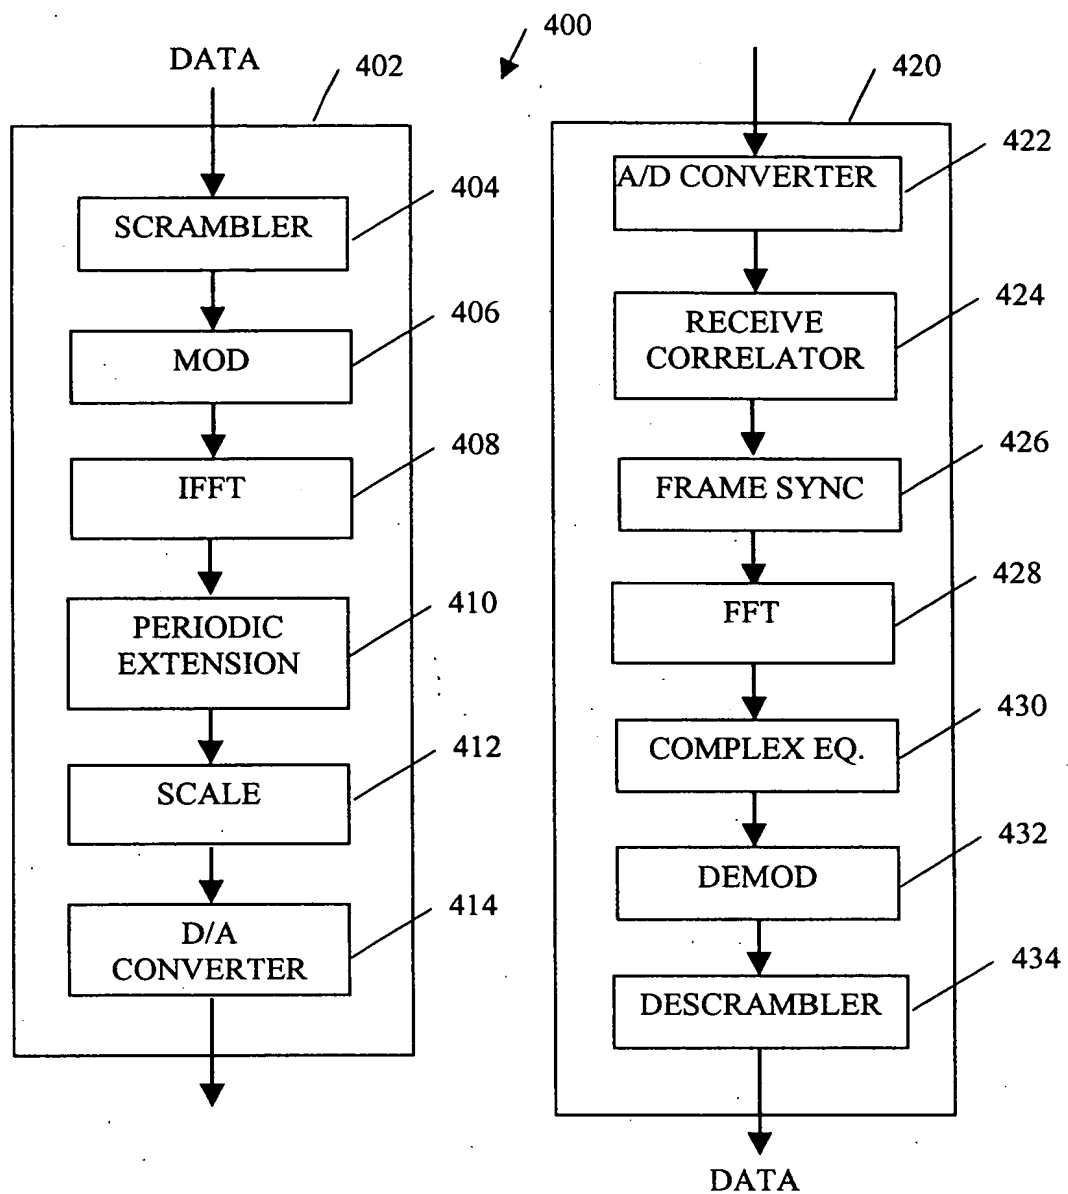 400
DATA
402
SCRAMBLER
404
MOD
406
IFFT
408
PERIODIC
EXTENSION
410
SCALE
412
D/A
CONVERTER
414
420
A/D CONVERTER
422
RECEIVE
CORRELATOR
424
FRAME SYNC
426
FFT
428
COMPLEX EQ.
430
DEMOD
432
DESCRAMBLER
434
DATA